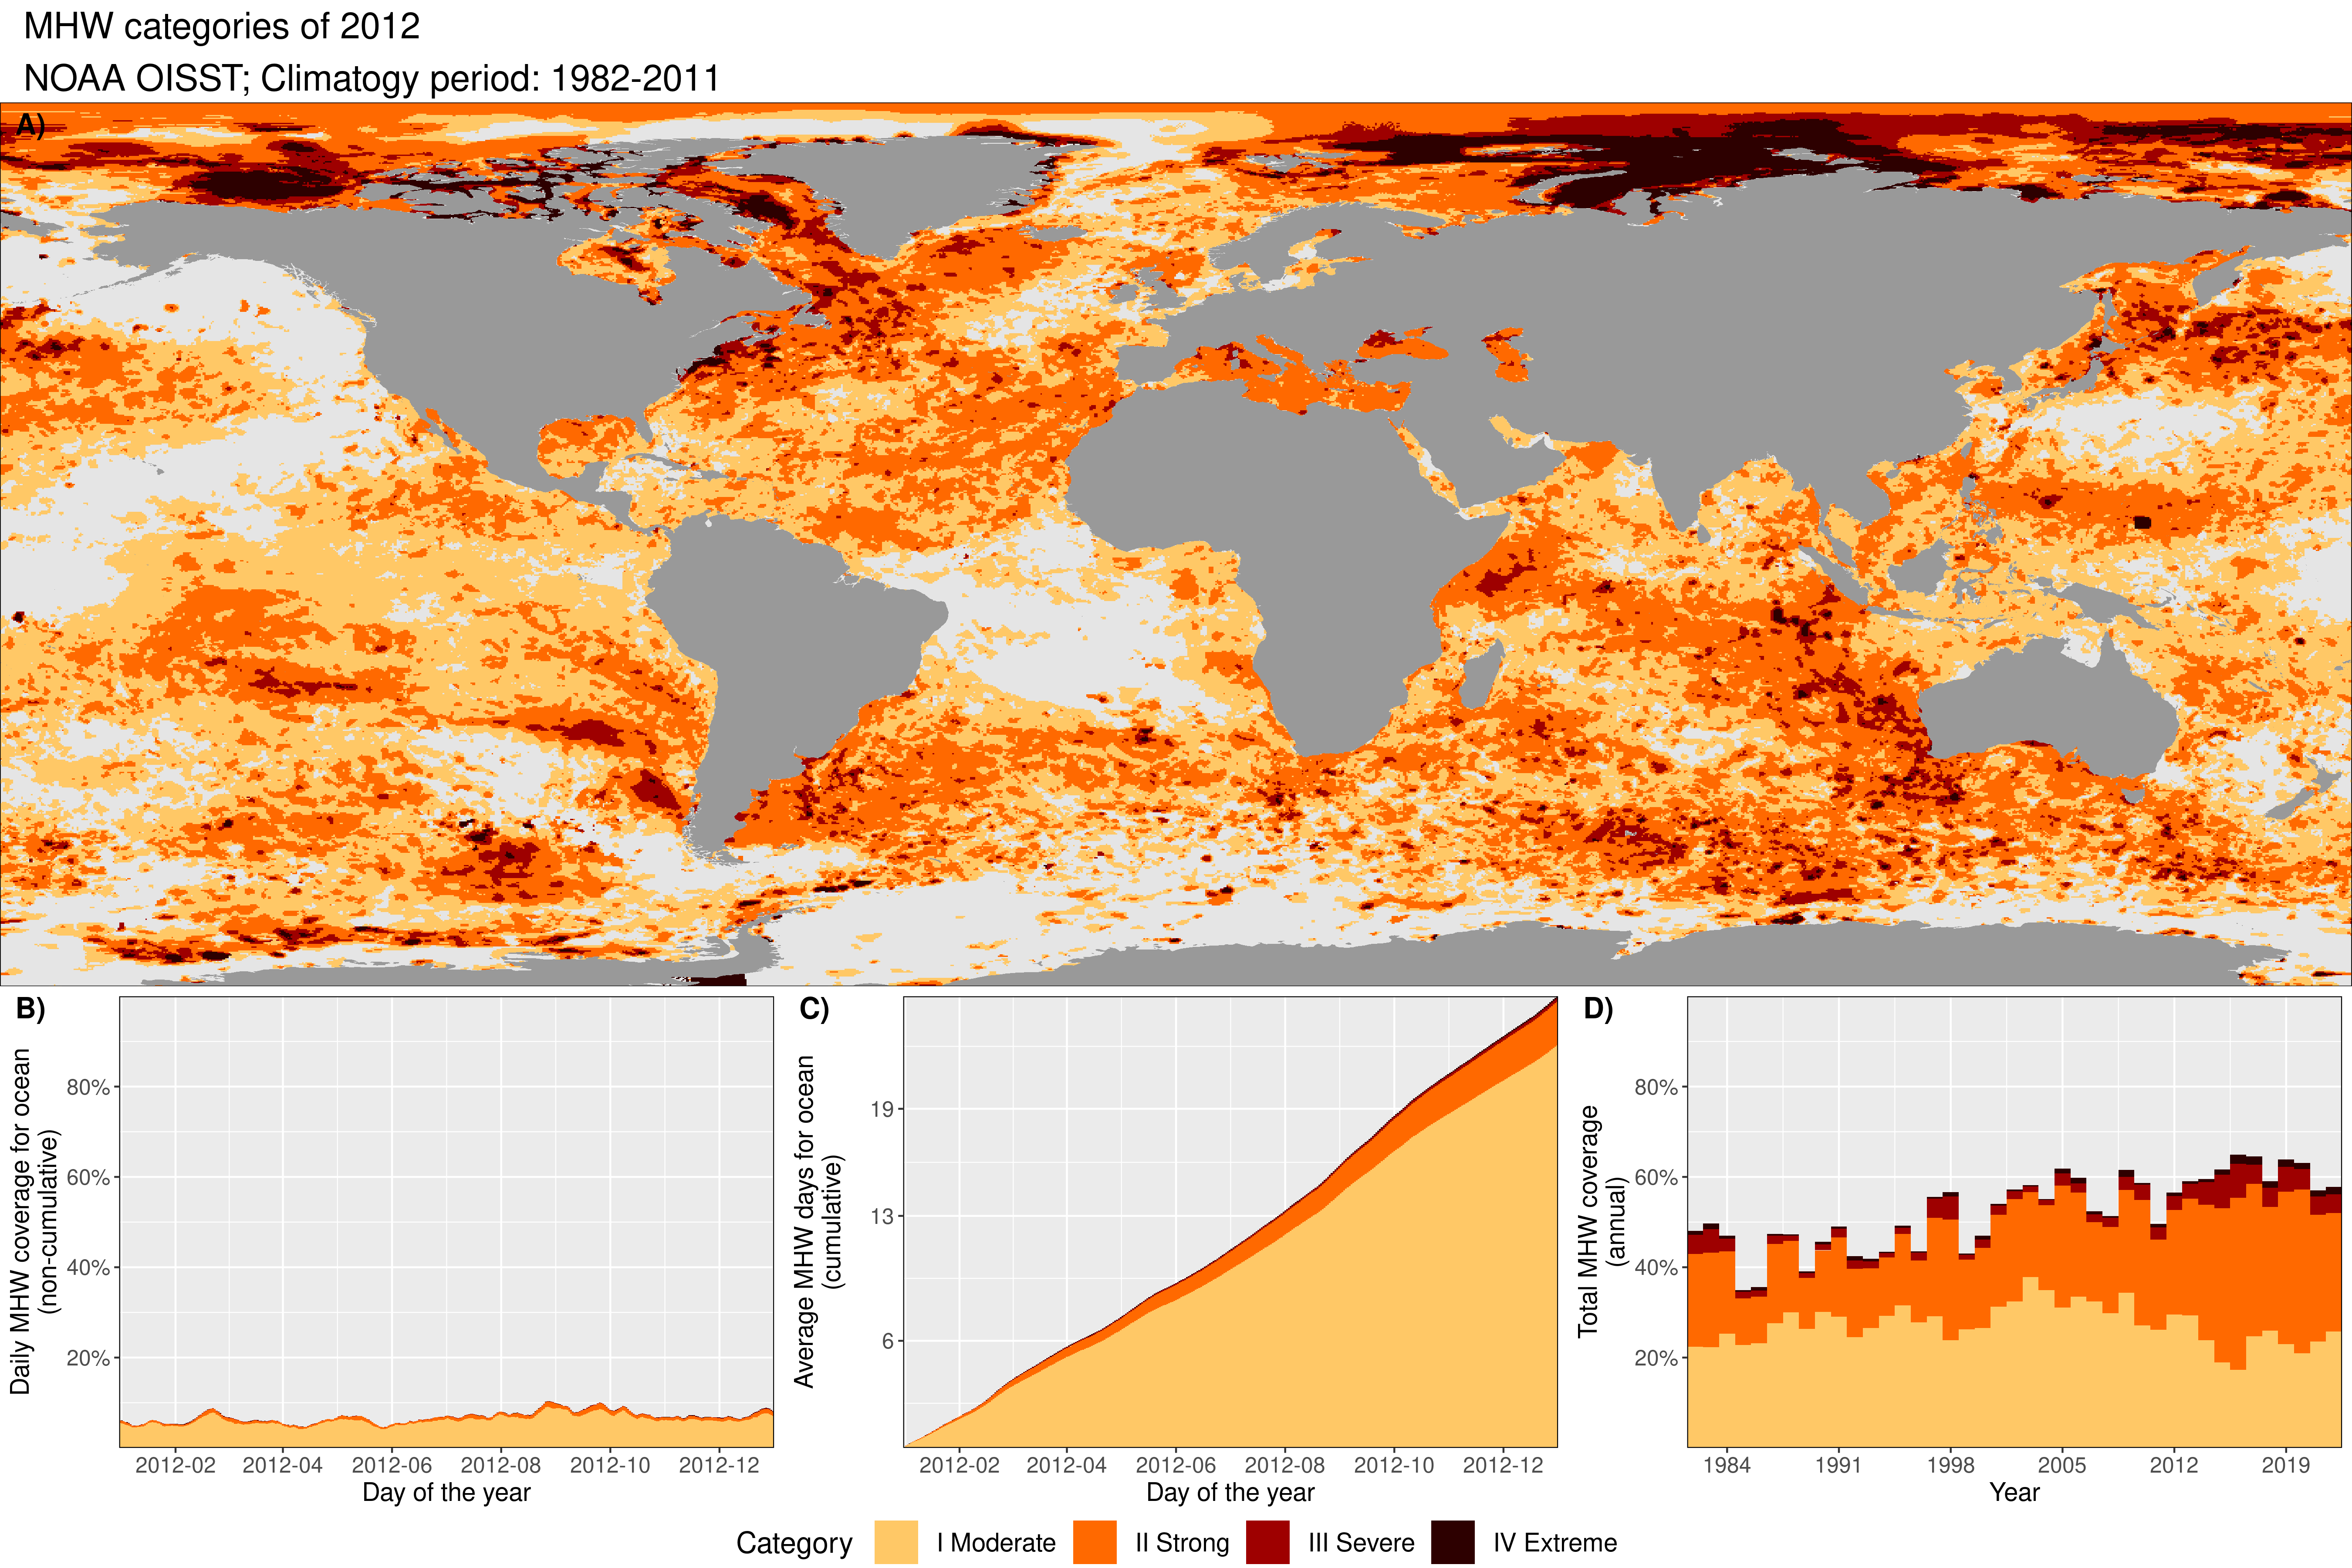 MHW categories of 2012
NOAA OISST; Climatogy period: 1982-2011
A)
B)
Daily MHW coverage for ocean
(non-cumulative)
80%
60%
40%
20%
2012-02 2012-04 2012-06 2012-08 2012-10 2012-12
Day of the year
C)
Average MHW days for ocean
(cumulative)
19
13
6
2012-02 2012-04 2012-06 2012-08 2012-10 2012-12
Day of the year
D)
Total MHW coverage
(annual)
80%
60%
40%
20%
1984 1991 1998 2005 2012 2019
Year
Category I Moderate II Strong III Severe IV Extreme